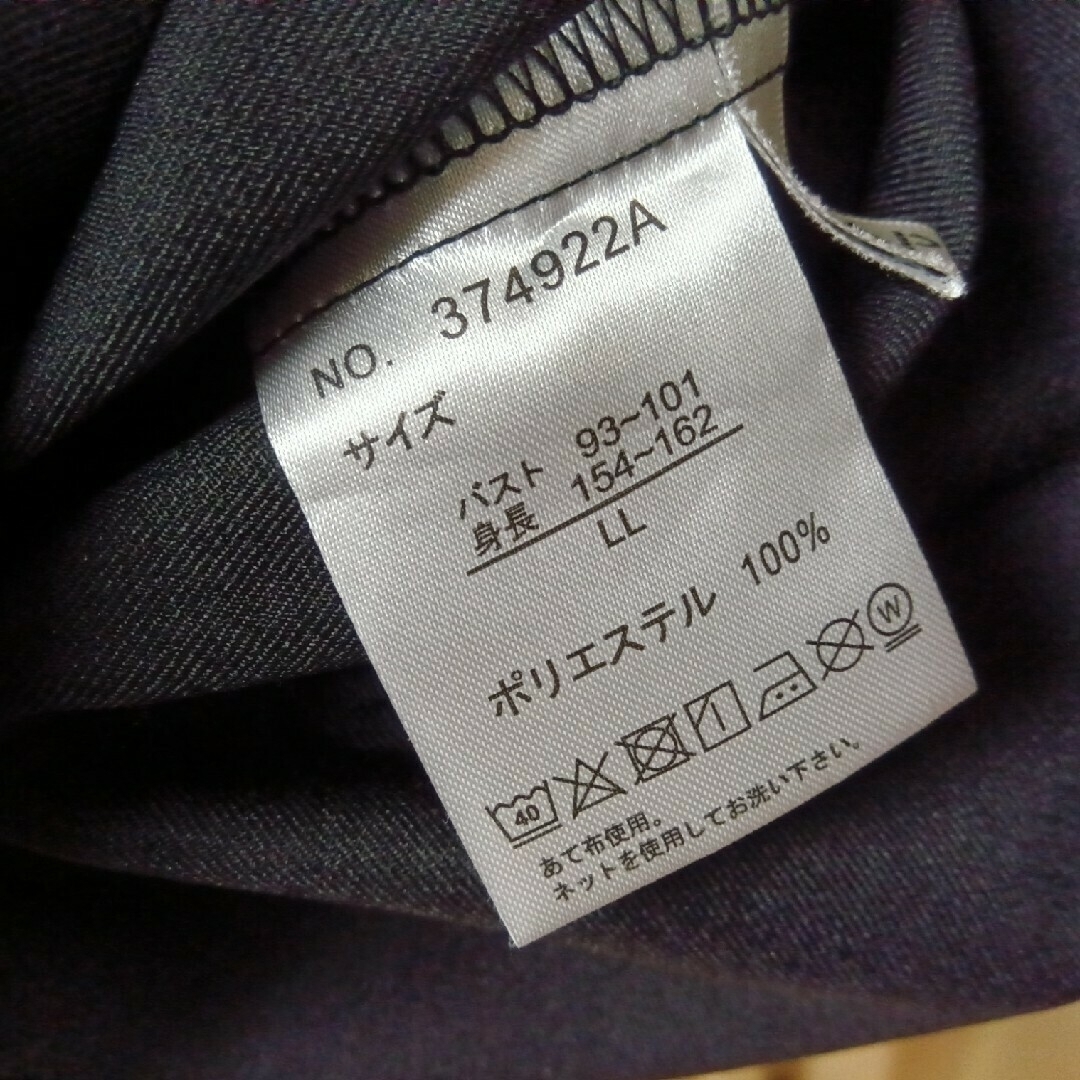 NO. 374922A
サイズ
バスト 93~101
身長 154~162
LL
ポリエステル 100%
40 W
あて布使用。
ネットを使用してお洗い下さい。